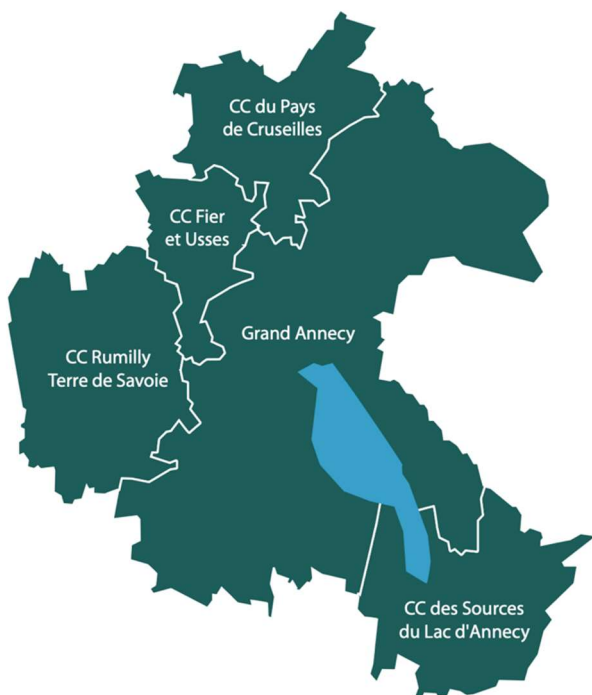 CC du Pays
de Cruseilles
CC Fier
et Usses
Grand Annecy
CC Rumilly
Terre de Savoie
CC des Sources
du Lac d'Annecy